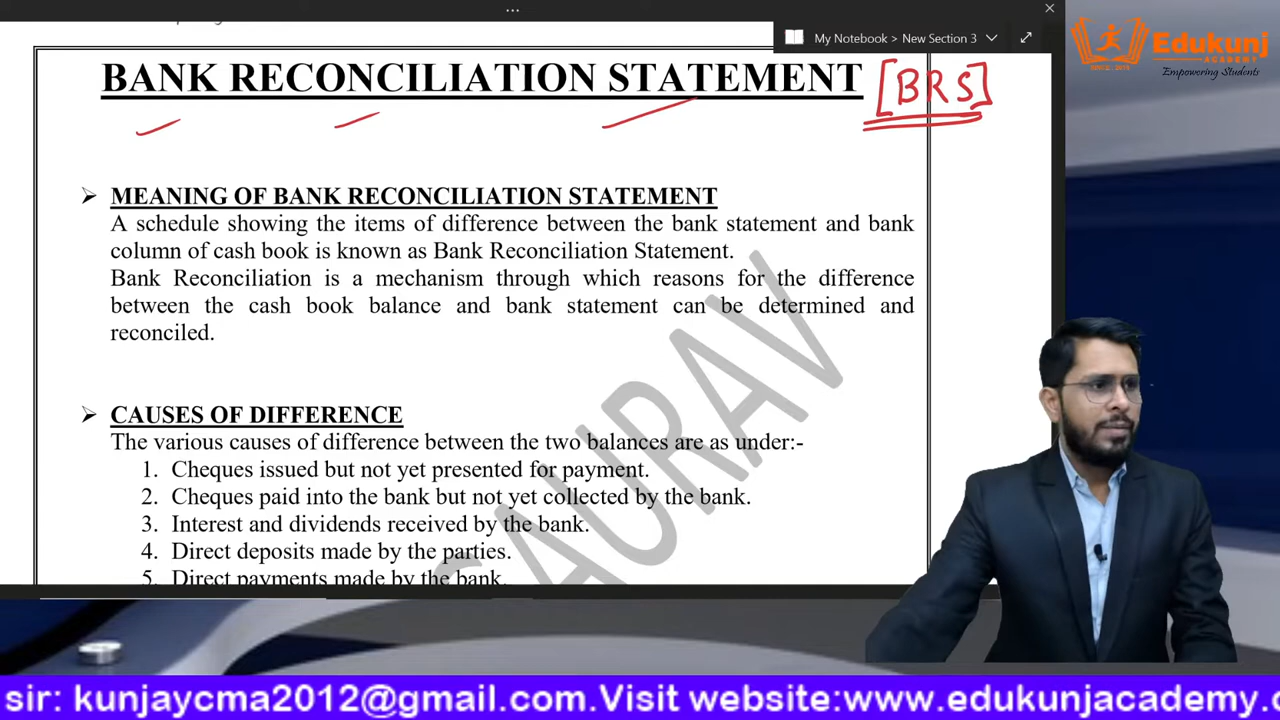 My Notebook > New Section 3
Edukunj
ACADEMY
Empowering Students
BANK RECONCILIATION STATEMENT [BRS]
➢ MEANING OF BANK RECONCILIATION STATEMENT
A schedule showing the items of difference between the bank statement and bank
column of cash book is known as Bank Reconciliation Statement.
Bank Reconciliation is a mechanism through which reasons for the difference
between the cash book balance and bank statement can be determined and
reconciled.
➢ CAUSES OF DIFFERENCE
The various causes of difference between the two balances are as under:-
1. Cheques issued but not yet presented for payment.
2. Cheques paid into the bank but not yet collected by the bank.
3. Interest and dividends received by the bank.
4. Direct deposits made by the parties.
5. Direct payments made by the bank.
GAURAV
sir: kunjaycma2012@gmail.com.Visit website:www.edukunjacademy.c